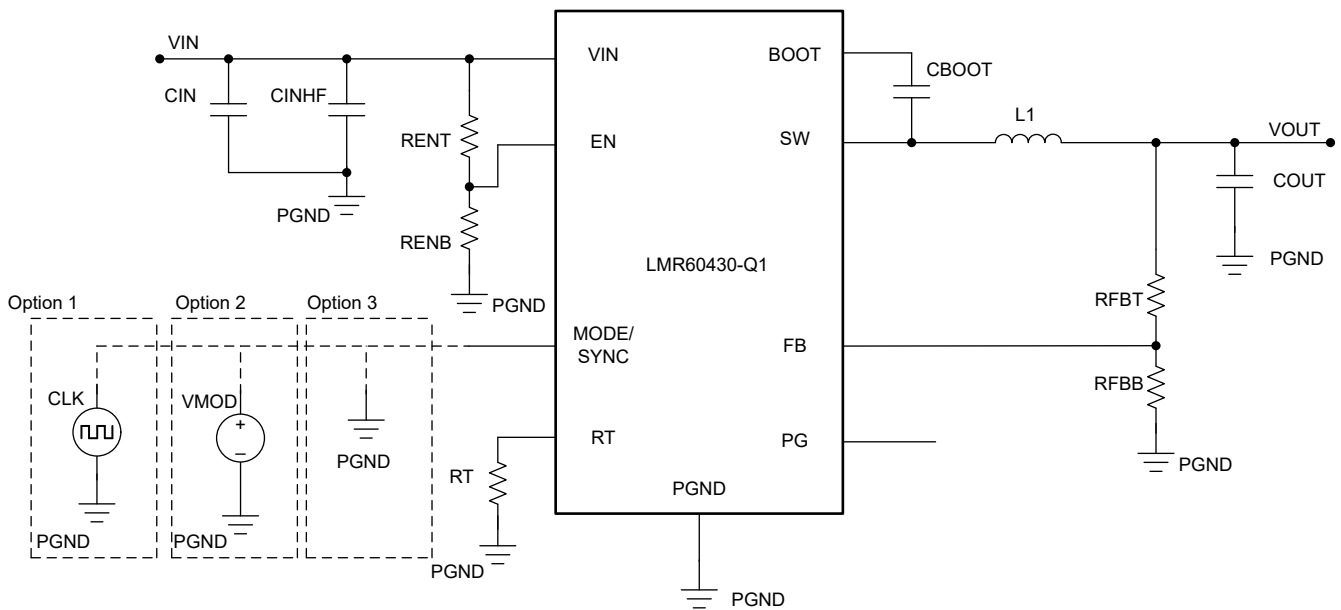 VIN
CIN
CINHF
PGND
RENT
RENB
PGND
VIN
EN
MODE/
SYNC
RT
BOOT
SW
FB
PG
LMR60430-Q1
PGND
PGND
CBOOT
L1
VOUT
COUT
PGND
RFBT
RFBB
PGND
Option 1
CLK
PGND
Option 2
VMOD
+
–
PGND
Option 3
PGND
RT
PGND